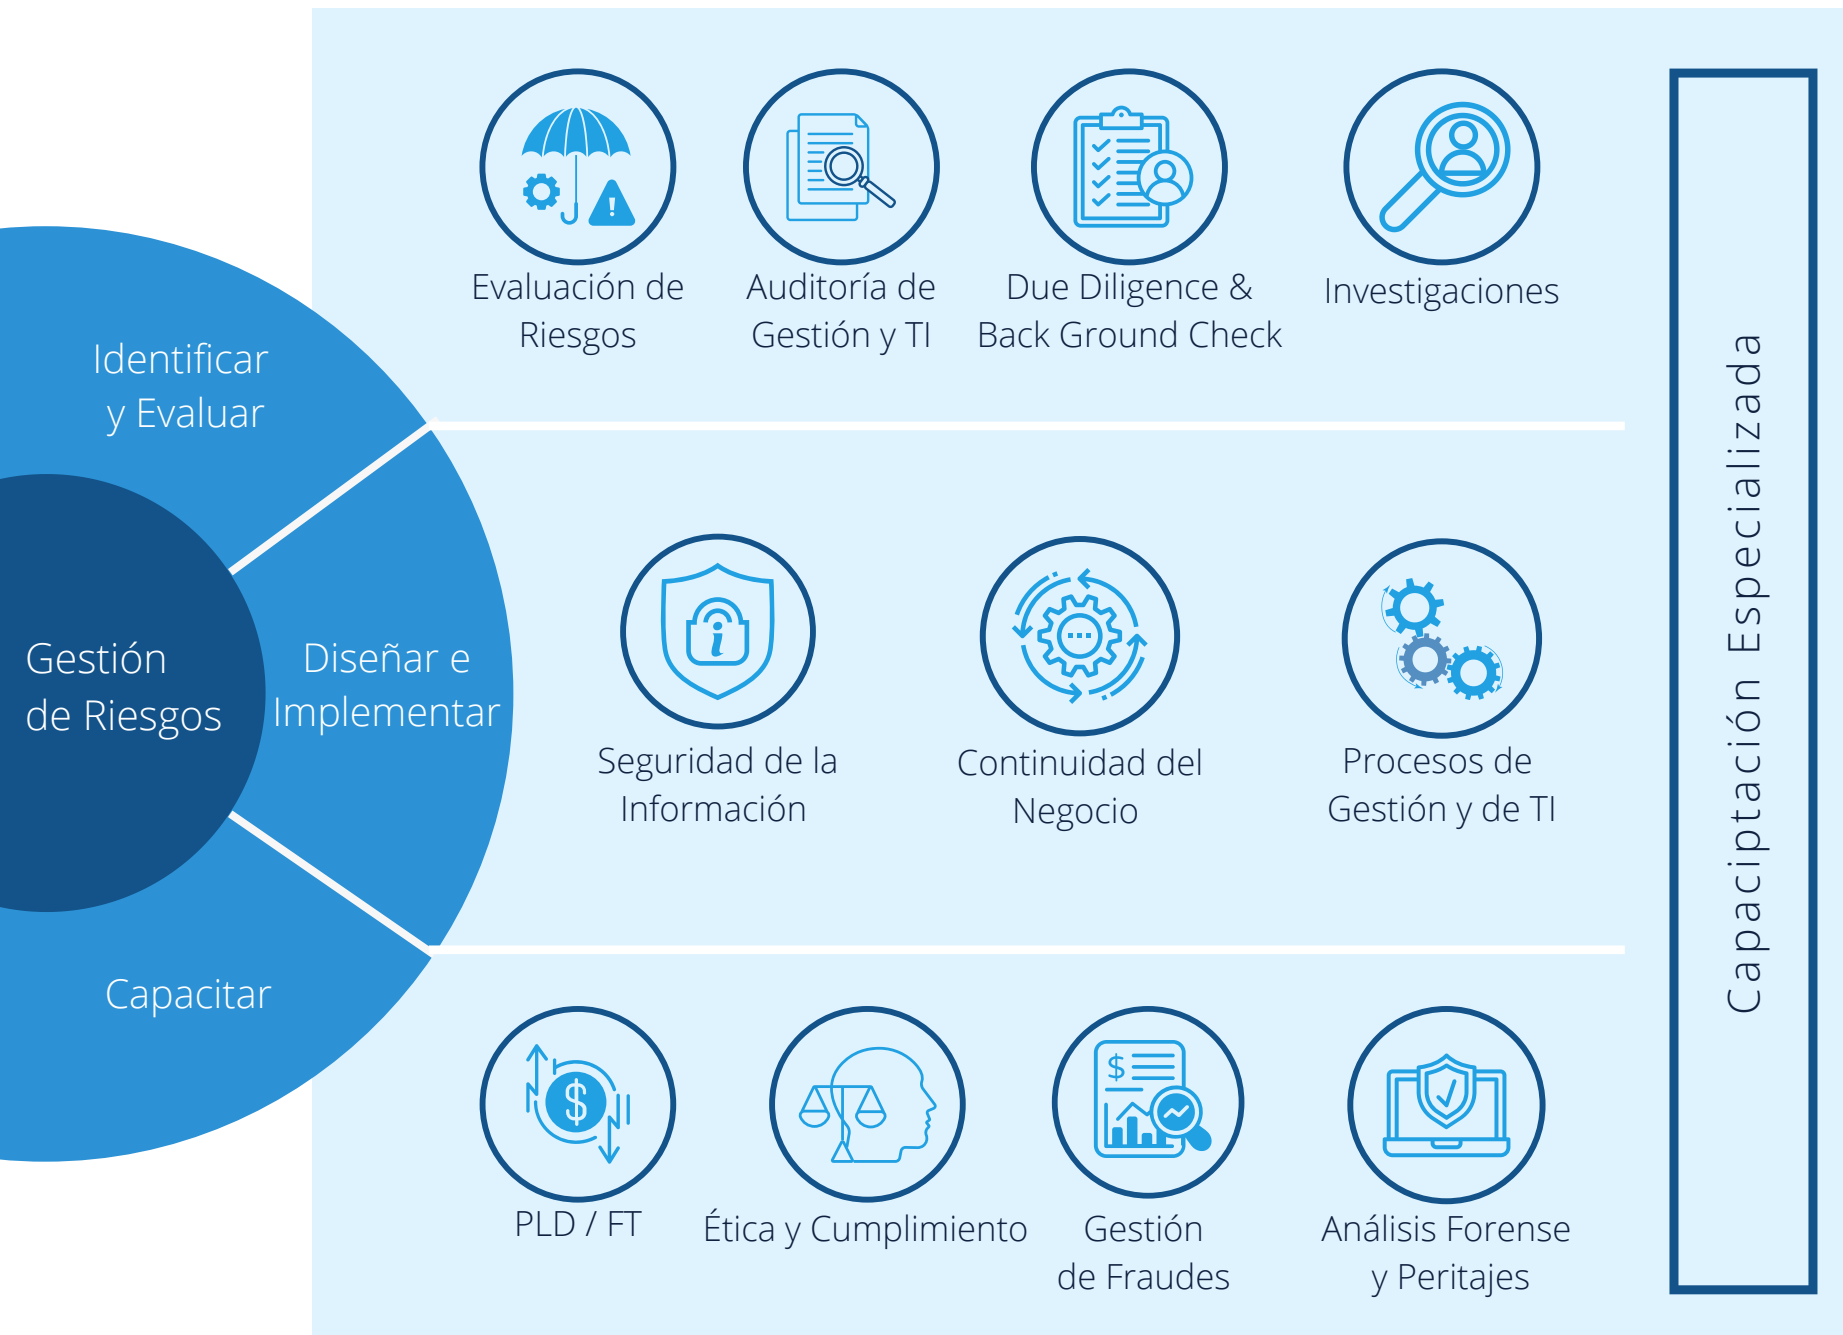 Evaluación de
Riesgos
Auditoría de
Gestión y TI
Due Diligence &
Back Ground Check
Investigaciones
Identificar
y Evaluar
Gestión
de Riesgos
Diseñar e
Implementar
Seguridad de la
Información
Continuidad del
Negocio
Procesos de
Gestión y de TI
Capacitar
PLD / FT
Ética y Cumplimiento
Gestión
de Fraudes
Análisis Forense
y Peritajes
Capaciptación Especializada